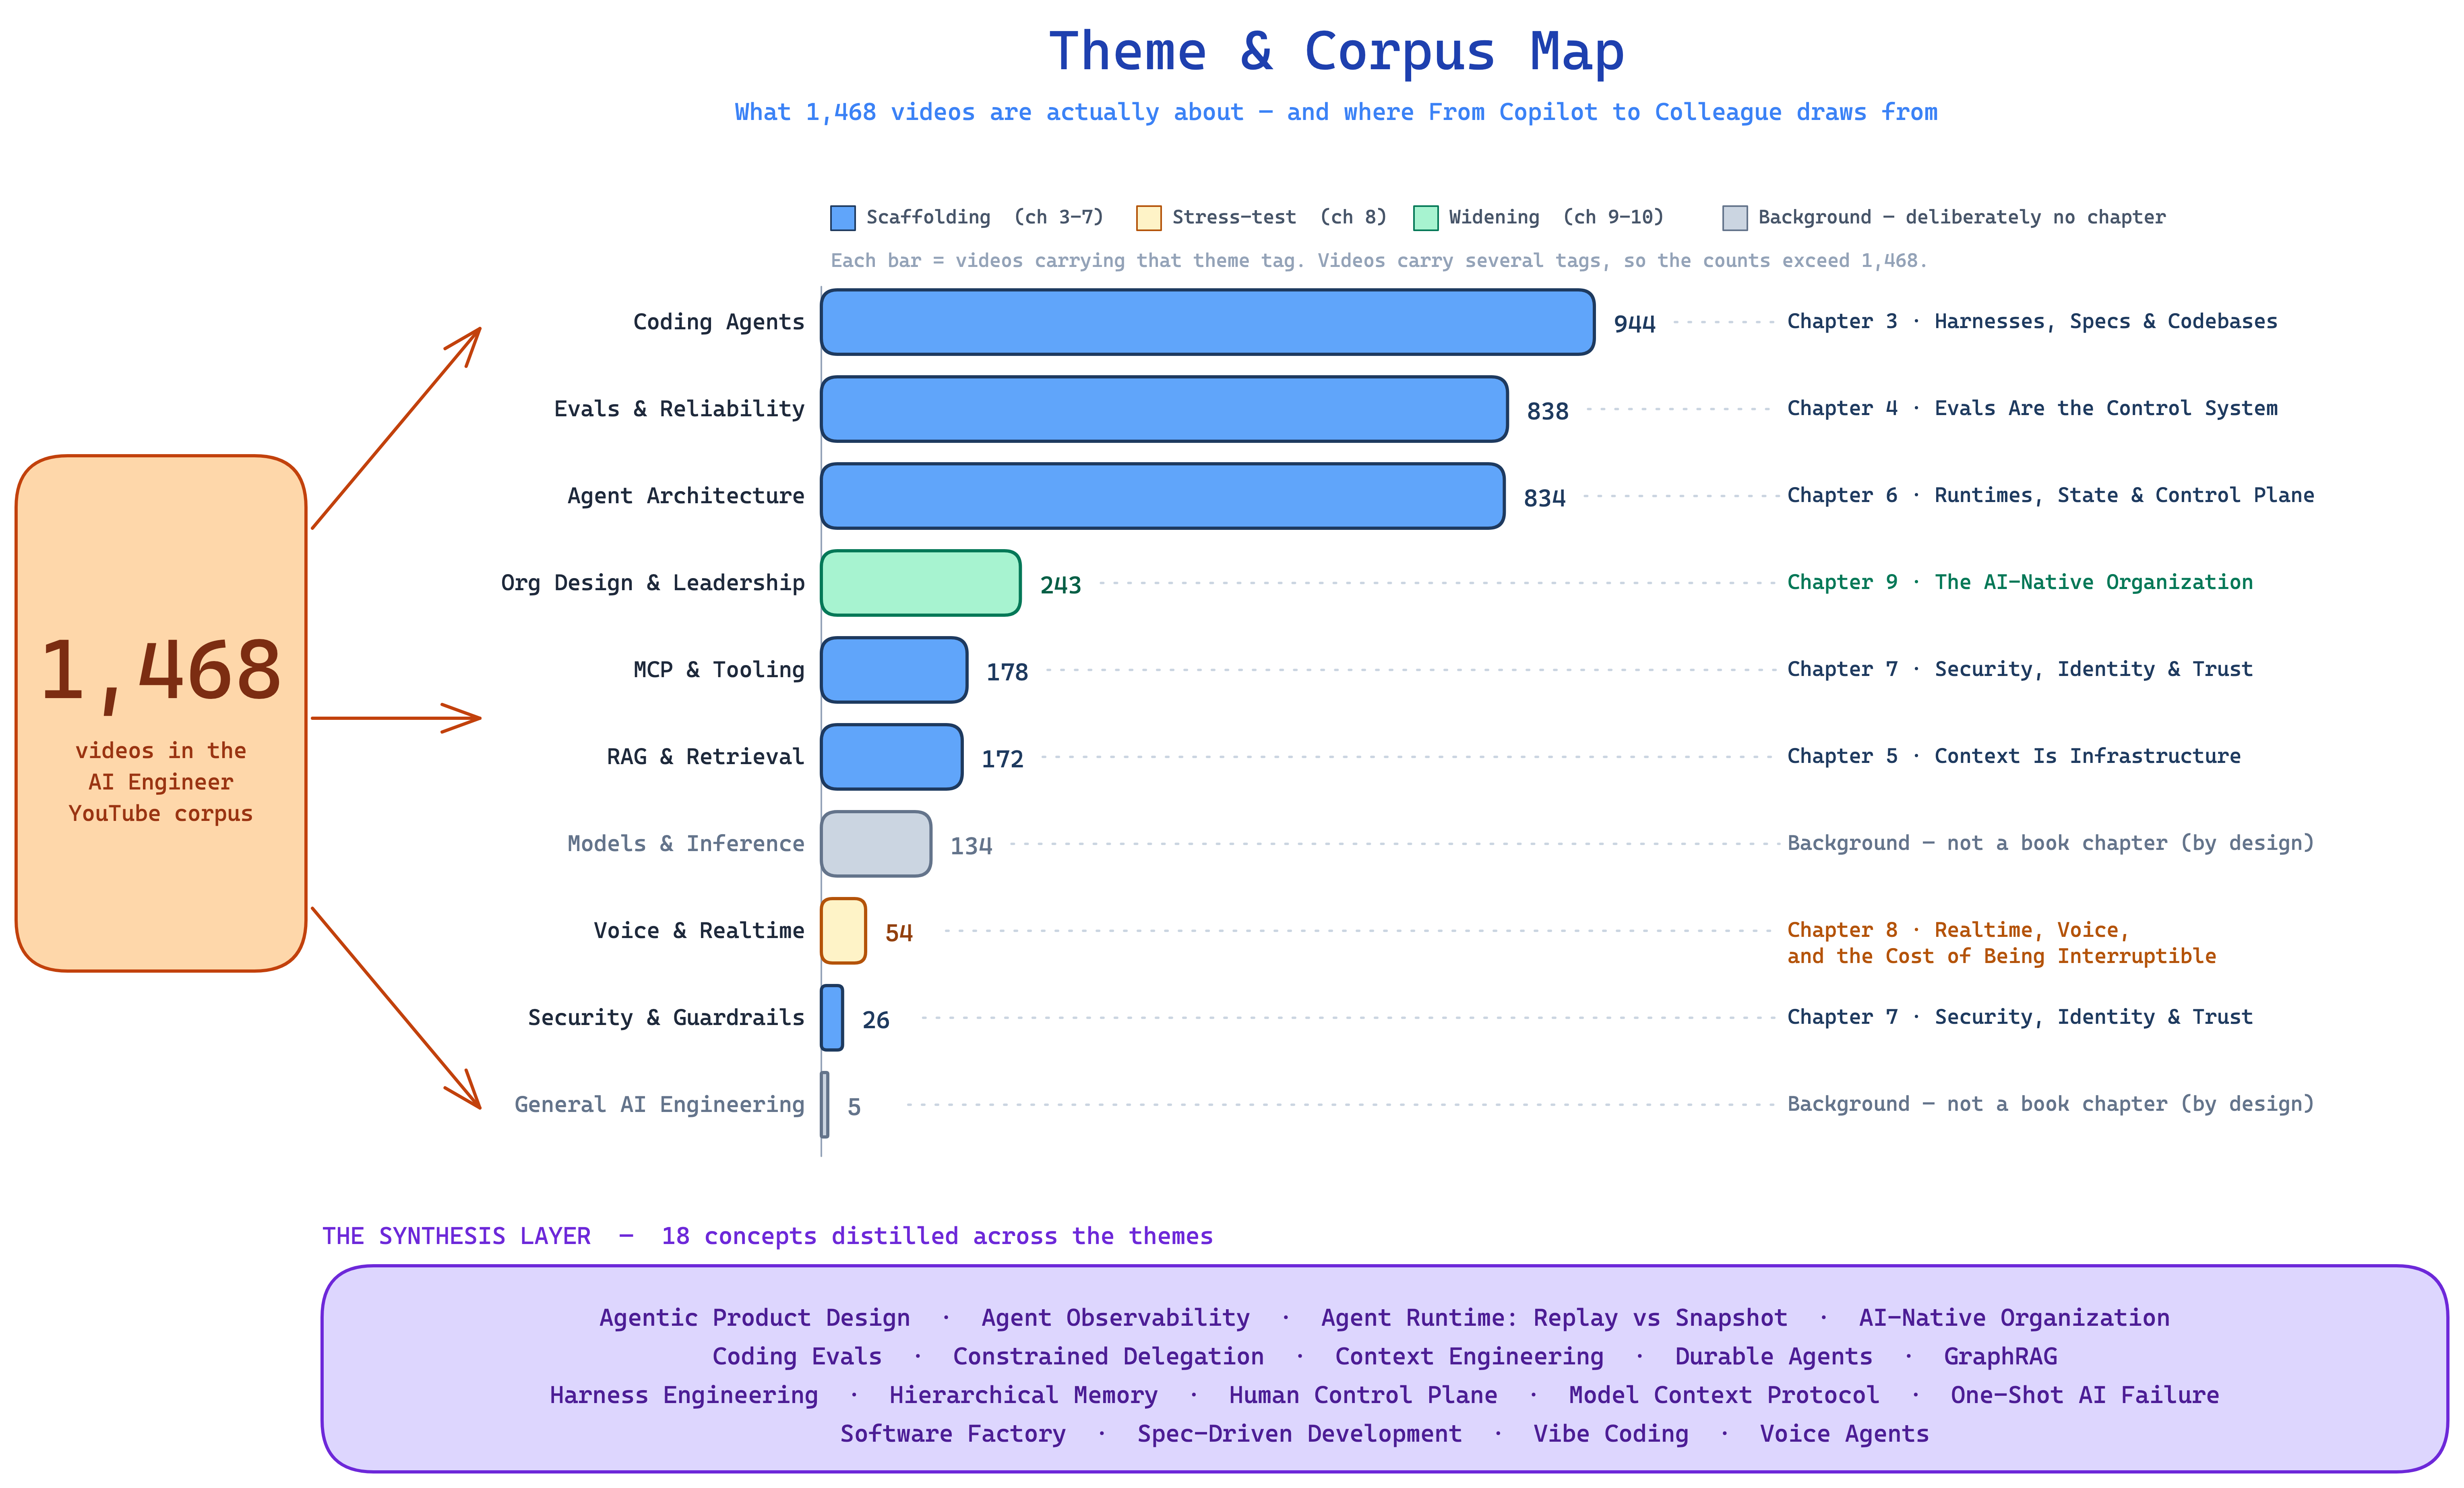 Theme & Corpus Map
What 1,468 videos are actually about — and where From Copilot to Colleague draws from
Scaffolding (ch 3-7)
Stress-test (ch 8)
Widening (ch 9-10)
Background — deliberately no chapter
Each bar = videos carrying that theme tag. Videos carry several tags, so the counts exceed 1,468.
1,468
videos in the
AI Engineer
YouTube corpus
Coding Agents 944 Chapter 3 · Harnesses, Specs & Codebases
Evals & Reliability 838 Chapter 4 · Evals Are the Control System
Agent Architecture 834 Chapter 6 · Runtimes, State & Control Plane
Org Design & Leadership 243 Chapter 9 · The AI-Native Organization
MCP & Tooling 178 Chapter 7 · Security, Identity & Trust
RAG & Retrieval 172 Chapter 5 · Context Is Infrastructure
Models & Inference 134 Background — not a book chapter (by design)
Voice & Realtime 54 Chapter 8 · Realtime, Voice,
and the Cost of Being Interruptible
Security & Guardrails 26 Chapter 7 · Security, Identity & Trust
General AI Engineering 5 Background — not a book chapter (by design)
THE SYNTHESIS LAYER — 18 concepts distilled across the themes
Agentic Product Design · Agent Observability · Agent Runtime: Replay vs Snapshot · AI-Native Organization
Coding Evals · Constrained Delegation · Context Engineering · Durable Agents · GraphRAG
Harness Engineering · Hierarchical Memory · Human Control Plane · Model Context Protocol · One-Shot AI Failure
Software Factory · Spec-Driven Development · Vibe Coding · Voice Agents